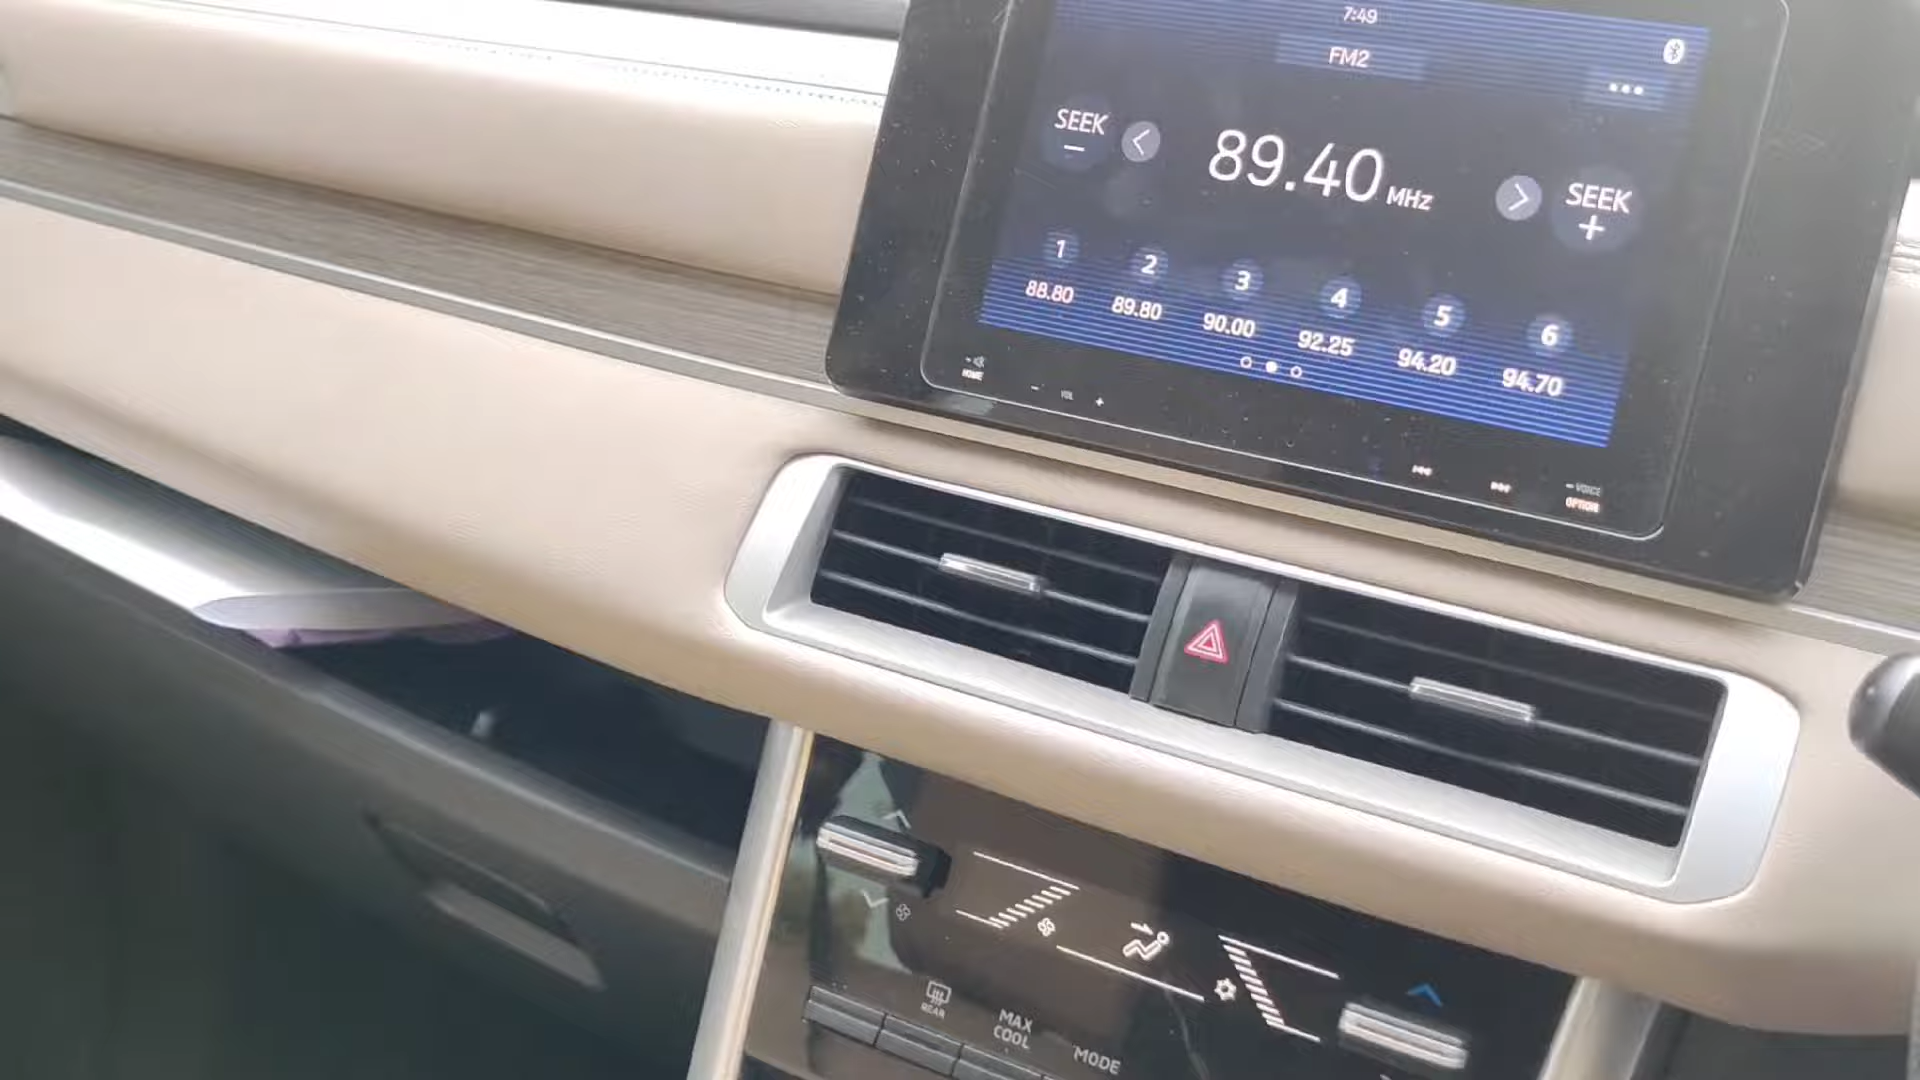 7:49
FM2
SEEK
−
89.40 MHz
SEEK
+
1 2 3 4 5 6
88.80 89.80 90.00 92.25 94.20 94.70
HOME
− VOL +
VOICE
OPTION
REAR
MAX
COOL
MODE